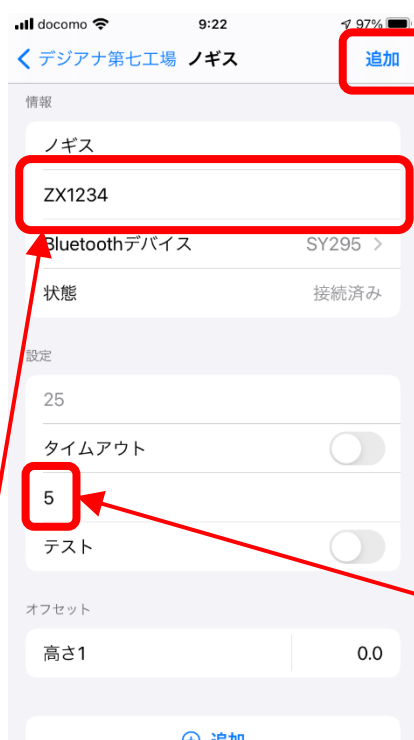 docomo 9:22 97%
デジアナ第七工場 ノギス 追加
情報
ノギス
ZX1234
Bluetoothデバイス SY295
状態 接続済み
設定
25
タイムアウト
5
テスト
オフセット
高さ1 0.0
追加